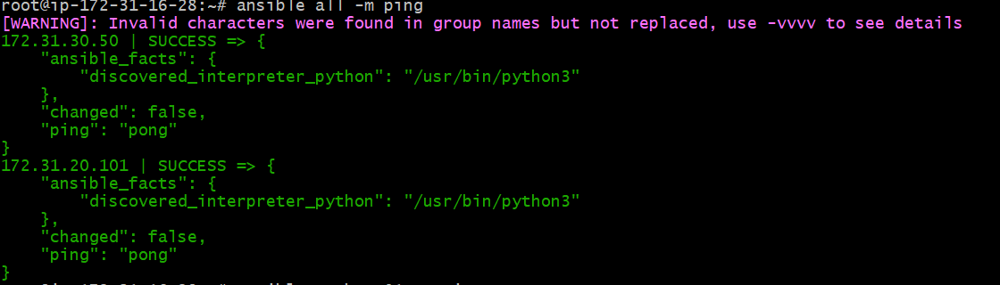 root@ip-172-31-16-28:~# ansible all -m ping
[WARNING]: Invalid characters were found in group names but not replaced, use -vvvv to see details
172.31.30.50 | SUCCESS => {
    "ansible_facts": {
        "discovered_interpreter_python": "/usr/bin/python3"
    },
    "changed": false,
    "ping": "pong"
}
172.31.20.101 | SUCCESS => {
    "ansible_facts": {
        "discovered_interpreter_python": "/usr/bin/python3"
    },
    "changed": false,
    "ping": "pong"
}